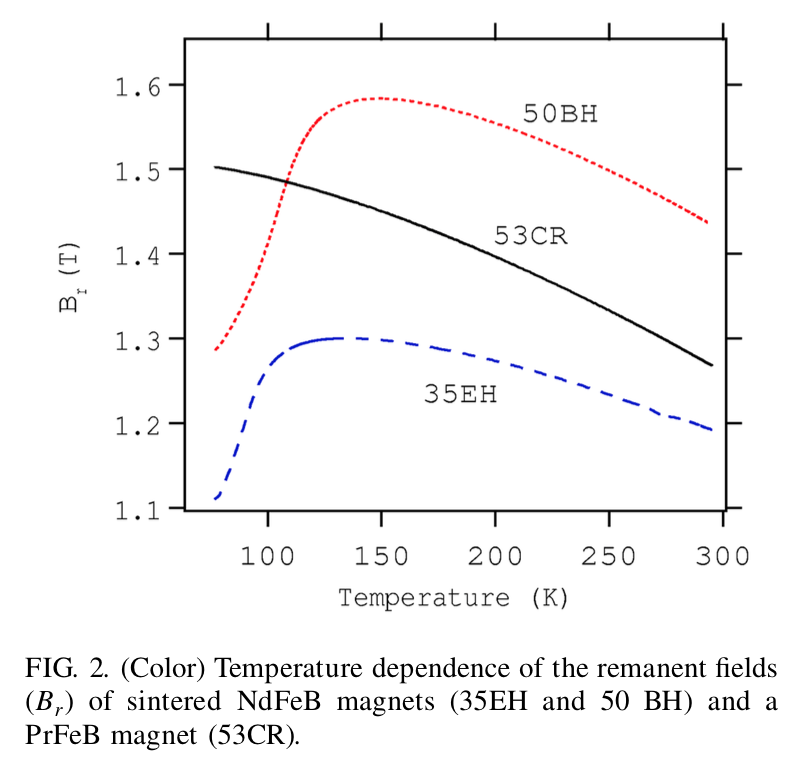 1.6
50BH
1.5
53CR
1.4
B_r (T)
1.3
35EH
1.2
1.1
100 150 200 250 300
Temperature (K)
FIG. 2. (Color) Temperature dependence of the remanent fields
(B_r) of sintered NdFeB magnets (35EH and 50 BH) and a
PrFeB magnet (53CR).